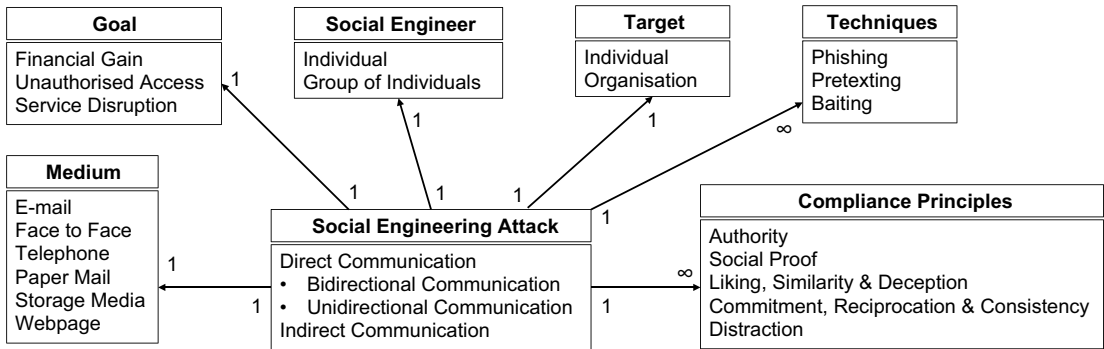 Goal
Financial Gain
Unauthorised Access
Service Disruption
Social Engineer
Individual
Group of Individuals
Target
Individual
Organisation
Techniques
Phishing
Pretexting
Baiting
1
1
1
∞
Medium
E-mail
Face to Face
Telephone
Paper Mail
Storage Media
Webpage
1
1
1
1
Social Engineering Attack
Direct Communication
• Bidirectional Communication
• Unidirectional Communication
Indirect Communication
1
1
∞
1
Compliance Principles
Authority
Social Proof
Liking, Similarity & Deception
Commitment, Reciprocation & Consistency
Distraction